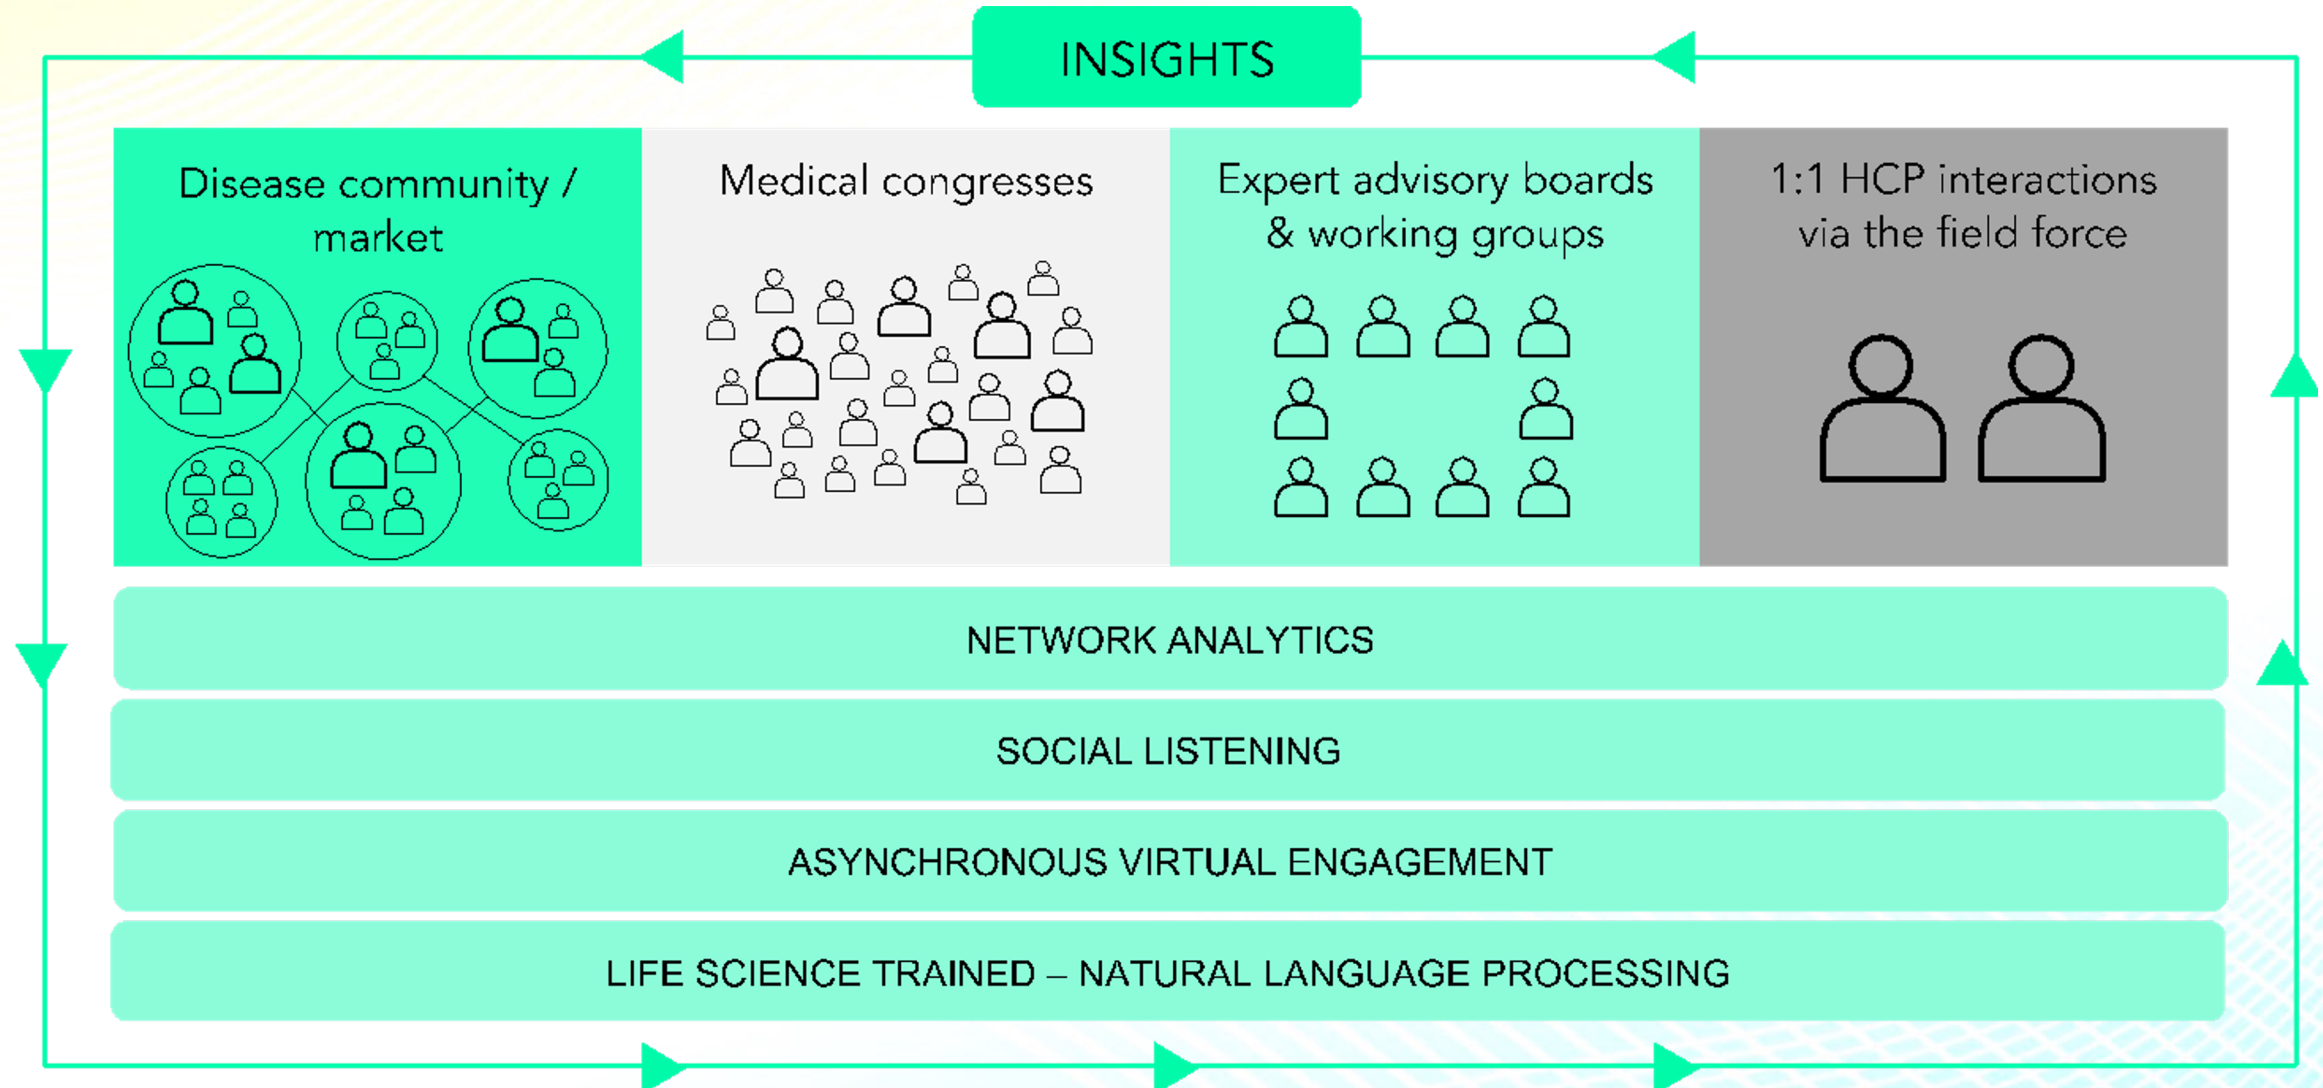 INSIGHTS
Disease community /
market
Medical congresses
Expert advisory boards
& working groups
1:1 HCP interactions
via the field force
NETWORK ANALYTICS
SOCIAL LISTENING
ASYNCHRONOUS VIRTUAL ENGAGEMENT
LIFE SCIENCE TRAINED – NATURAL LANGUAGE PROCESSING